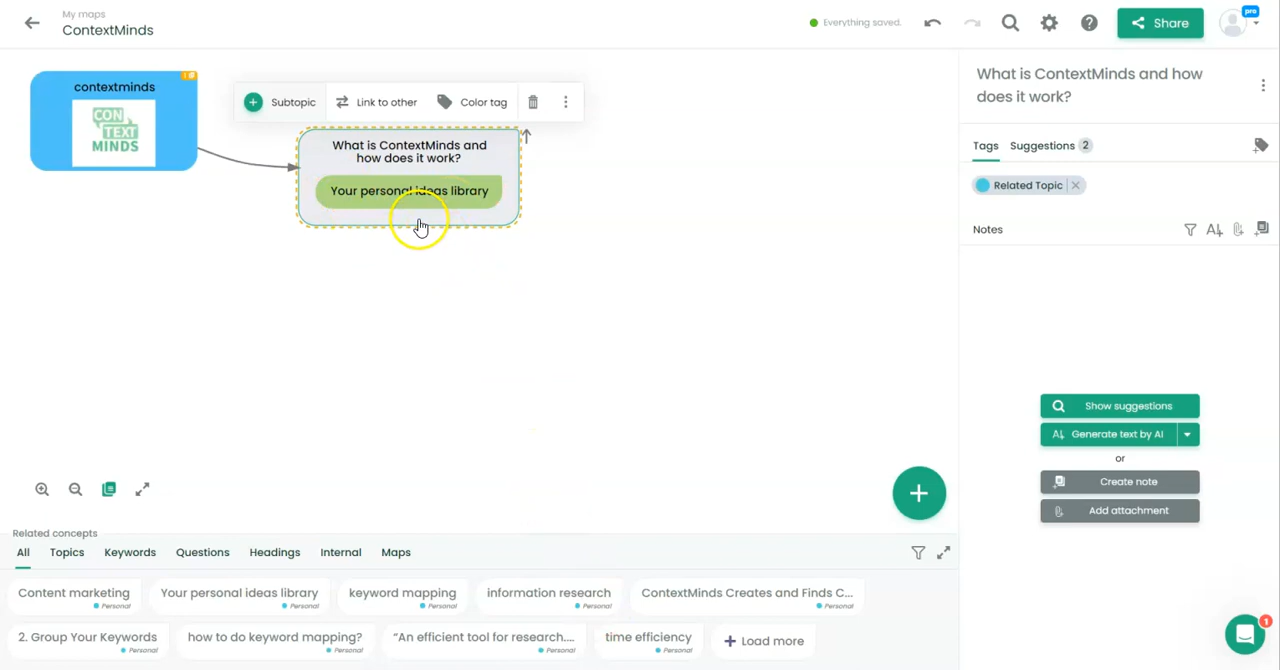 My maps
ContextMinds
Everything saved.
Share
pro
contextminds
1
CON
TEXT
MINDS
Subtopic
Link to other
Color tag
What is ContextMinds and
how does it work?
Your personal ideas library
What is ContextMinds and how
does it work?
Tags
Suggestions 2
Related Topic
Notes
Show suggestions
Generate text by AI
or
Create note
Add attachment
Related concepts
All
Topics
Keywords
Questions
Headings
Internal
Maps
Content marketing
Personal
Your personal ideas library
Personal
keyword mapping
Personal
information research
Personal
ContextMinds Creates and Finds C...
Personal
2. Group Your Keywords
Personal
how to do keyword mapping?
Personal
“An efficient tool for research....
Personal
time efficiency
Personal
Load more
1